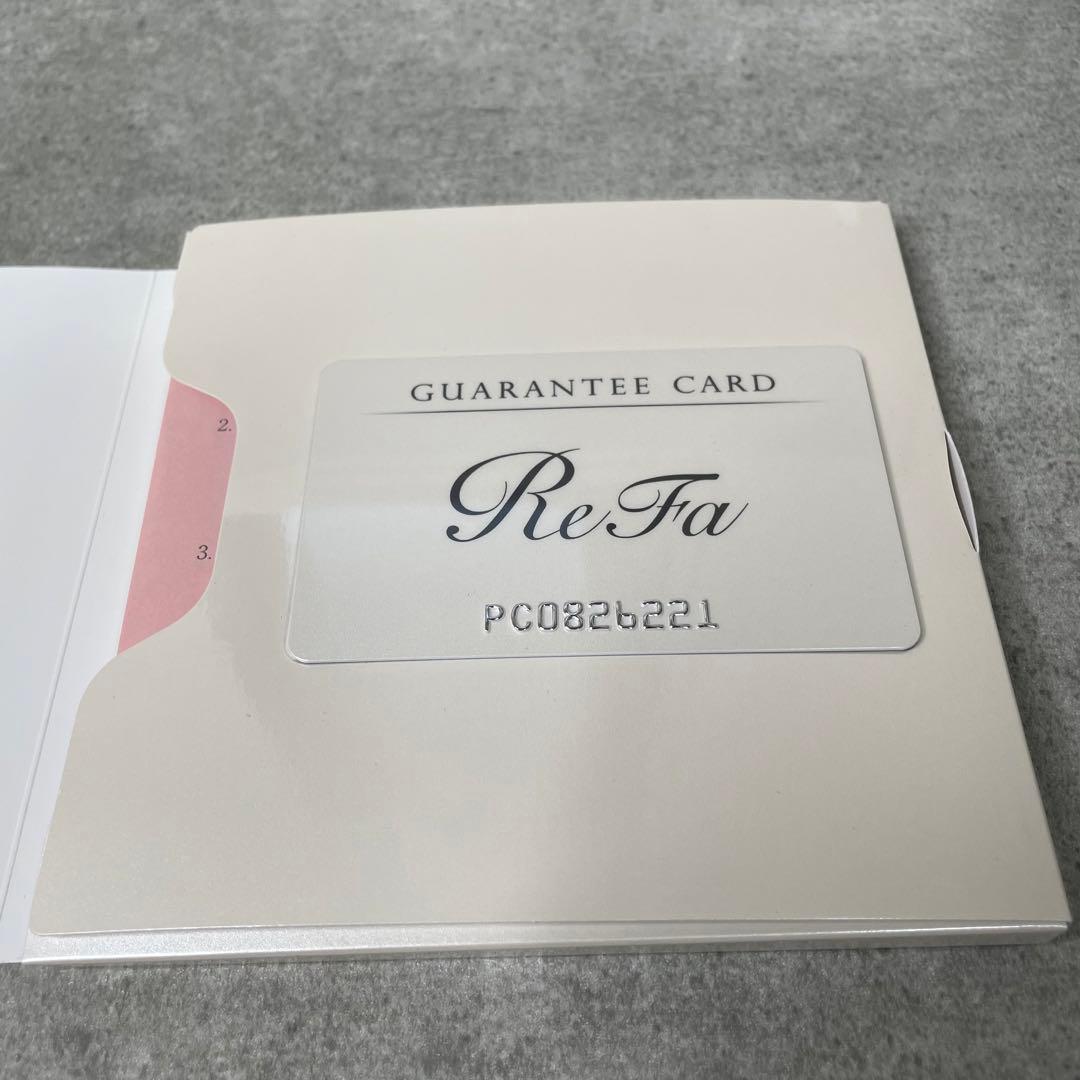 GUARANTEE CARD
ReFa
PC0826221
2.
3.